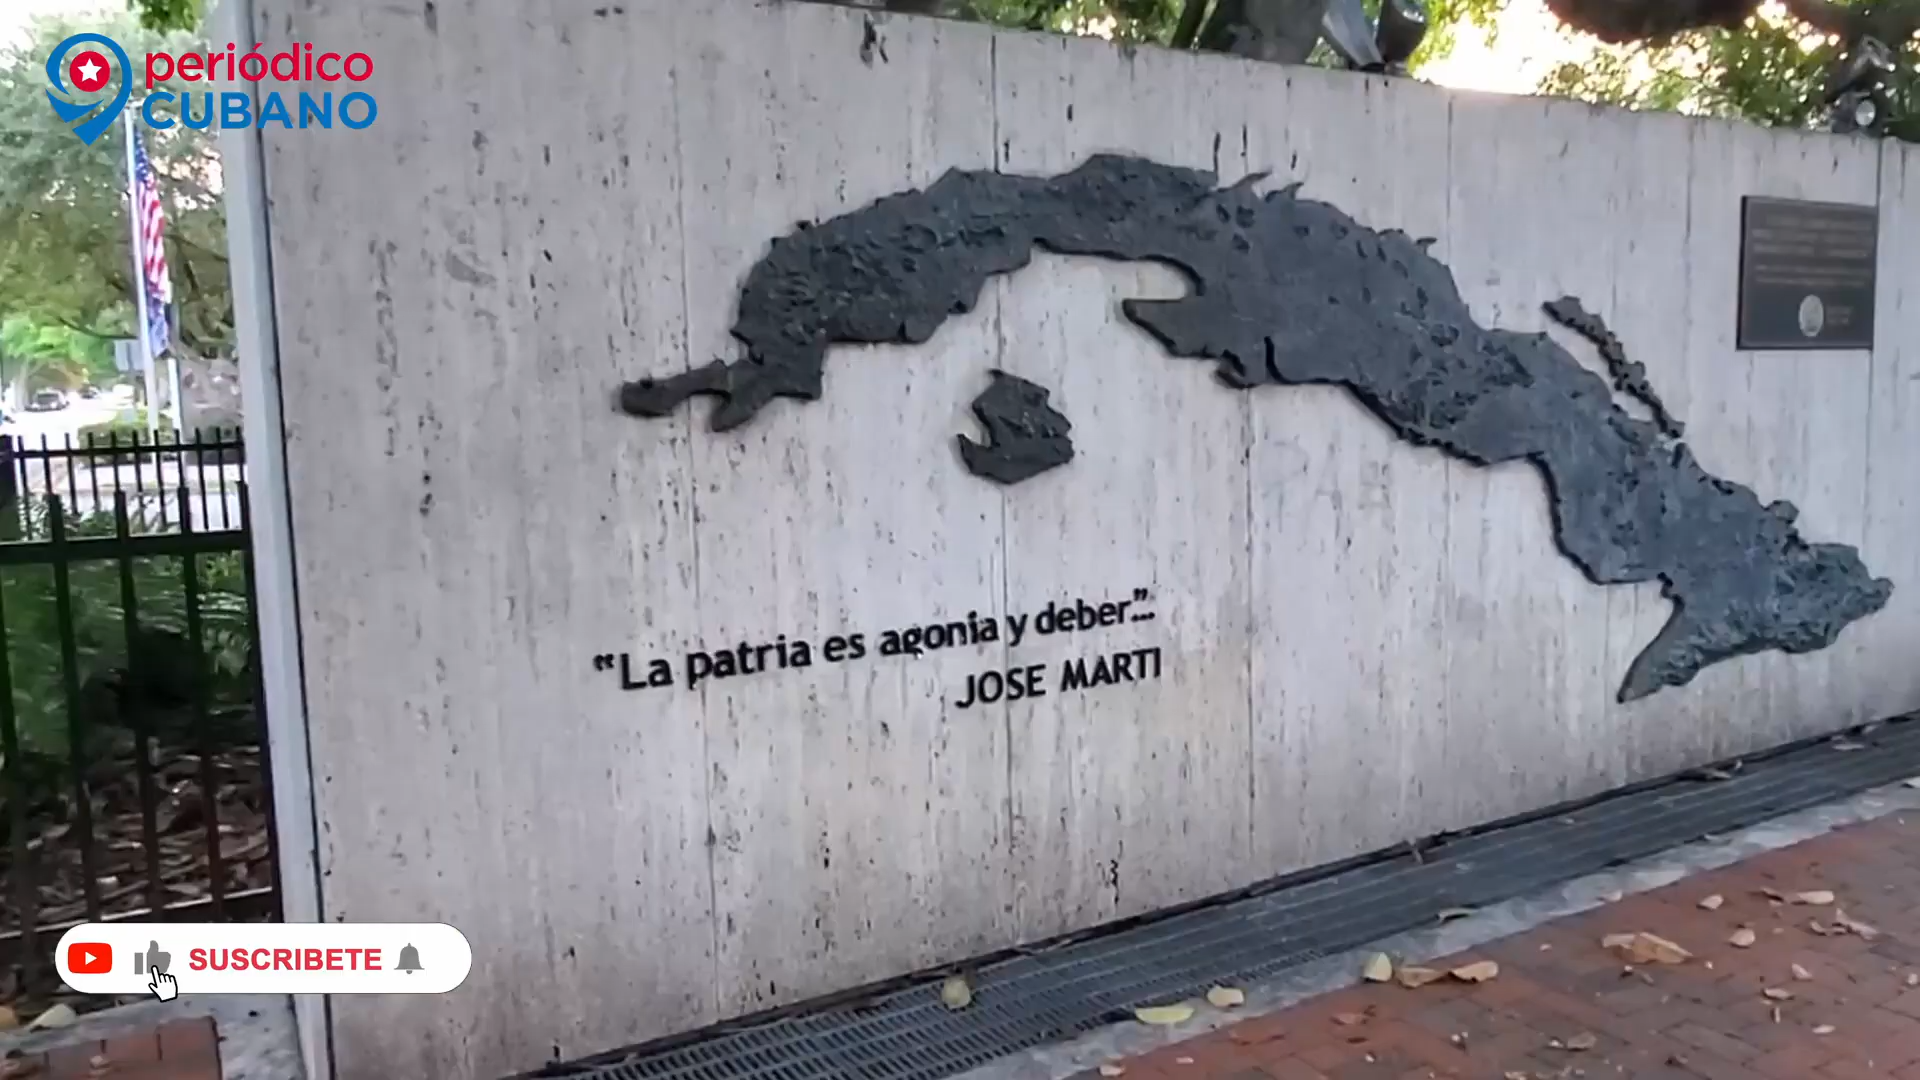 periódico
CUBANO
“La patria es agonia y deber”...
JOSE MARTI
SUSCRIBETE